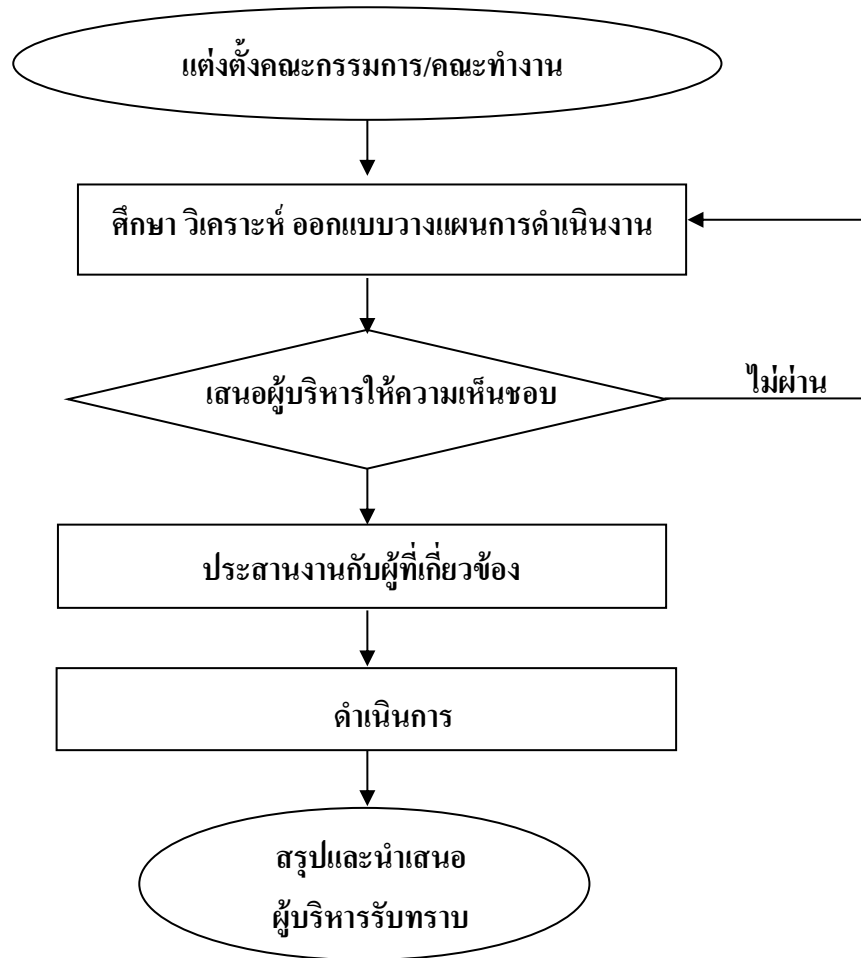 แต่งตั้งคณะกรรมการ/คณะทำงาน
ศึกษา วิเคราะห์ ออกแบบวางแผนการดำเนินงาน
เสนอผู้บริหารให้ความเห็นชอบ
ไม่ผ่าน
ประสานงานกับผู้ที่เกี่ยวข้อง
ดำเนินการ
สรุปและนำเสนอ
ผู้บริหารรับทราบ